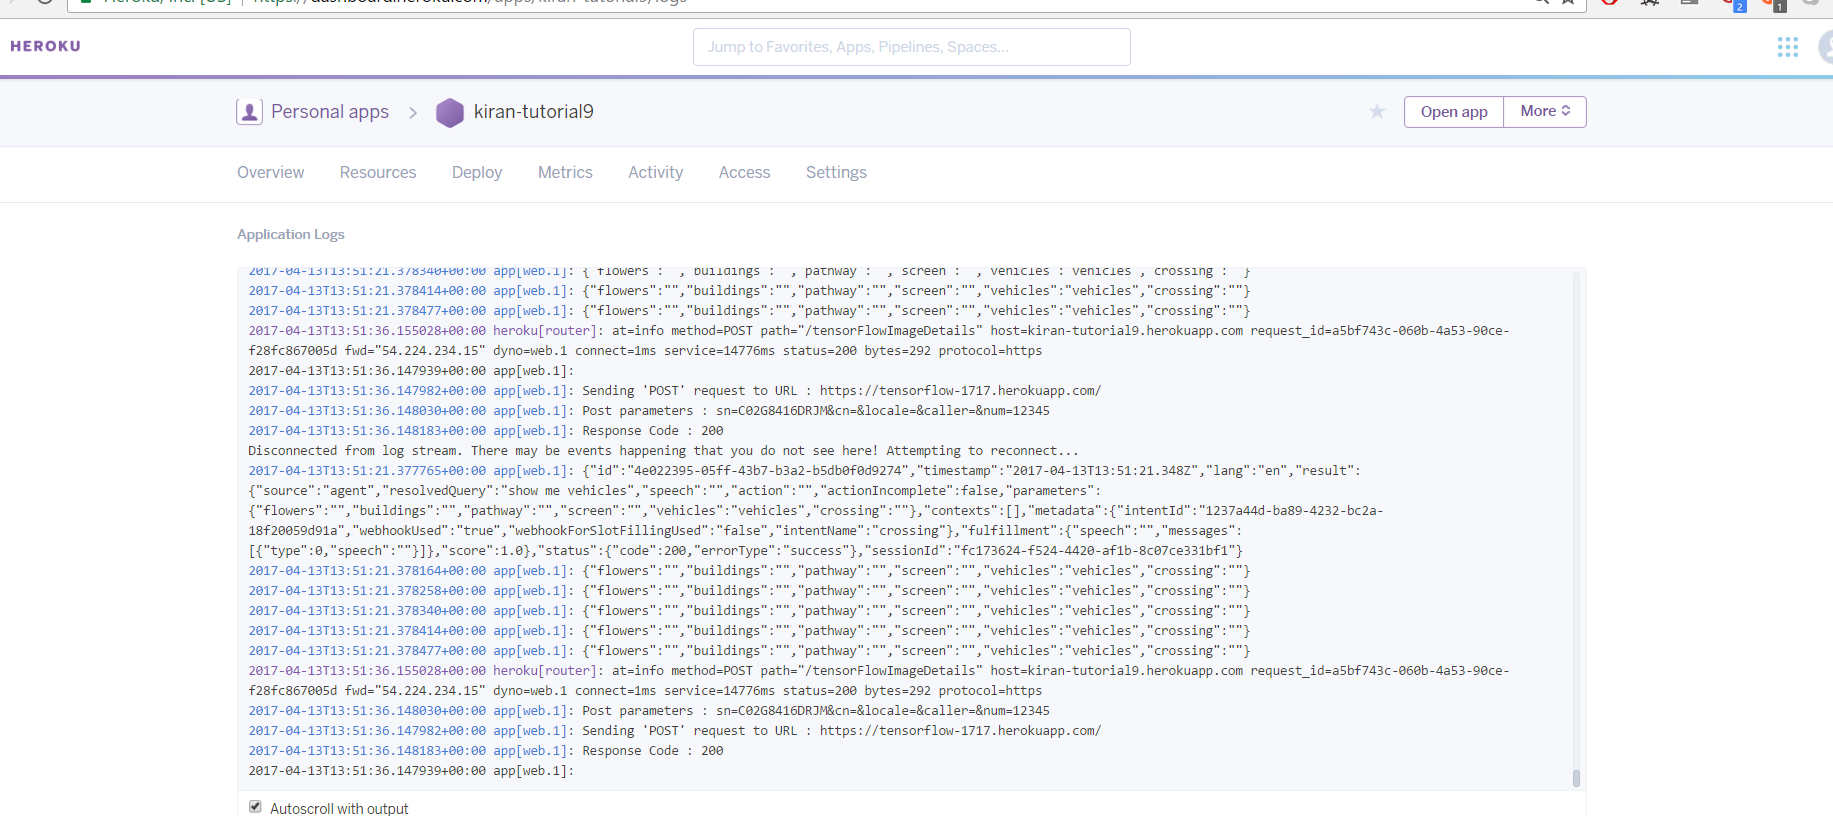 HEROKU
Jump to Favorites, Apps, Pipelines, Spaces...
Personal apps > kiran-tutorial9
Open app More
Overview Resources Deploy Metrics Activity Access Settings
Application Logs
2017-04-13T13:51:21.378340+00:00 app[web.1]: {"flowers":"","buildings":"","pathway":"","screen":"","vehicles":"vehicles","crossing":""}
2017-04-13T13:51:21.378414+00:00 app[web.1]: {"flowers":"","buildings":"","pathway":"","screen":"","vehicles":"vehicles","crossing":""}
2017-04-13T13:51:21.378477+00:00 app[web.1]: {"flowers":"","buildings":"","pathway":"","screen":"","vehicles":"vehicles","crossing":""}
2017-04-13T13:51:36.155028+00:00 heroku[router]: at=info method=POST path="/tensorFlowImageDetails" host=kiran-tutorial9.herokuapp.com request_id=a5bf743c-060b-4a53-90ce-
f28fc867005d fwd="54.224.234.15" dyno=web.1 connect=1ms service=14776ms status=200 bytes=292 protocol=https
2017-04-13T13:51:36.147939+00:00 app[web.1]:
2017-04-13T13:51:36.147982+00:00 app[web.1]: Sending 'POST' request to URL : https://tensorflow-1717.herokuapp.com/
2017-04-13T13:51:36.148030+00:00 app[web.1]: Post parameters : sn=C02G8416DRJM&cn=&locale=&caller=&num=12345
2017-04-13T13:51:36.148183+00:00 app[web.1]: Response Code : 200
Disconnected from log stream. There may be events happening that you do not see here! Attempting to reconnect...
2017-04-13T13:51:21.377765+00:00 app[web.1]: {"id":"4e022395-05ff-43b7-b3a2-b5db0f0d9274","timestamp":"2017-04-13T13:51:21.348Z","lang":"en","result":
{"source":"agent","resolvedQuery":"show me vehicles","speech":"","action":"","actionIncomplete":false,"parameters":
{"flowers":"","buildings":"","pathway":"","screen":"","vehicles":"vehicles","crossing":""},"contexts":[],"metadata":{"intentId":"1237a44d-ba89-4232-bc2a-
18f20059d91a","webhookUsed":"true","webhookForSlotFillingUsed":"false","intentName":"crossing"},"fulfillment":{"speech":"","messages":
[{"type":0,"speech":""}]},"score":1.0},"status":{"code":200,"errorType":"success"},"sessionId":"fc173624-f524-4420-af1b-8c07ce331bf1"}
2017-04-13T13:51:21.378164+00:00 app[web.1]: {"flowers":"","buildings":"","pathway":"","screen":"","vehicles":"vehicles","crossing":""}
2017-04-13T13:51:21.378258+00:00 app[web.1]: {"flowers":"","buildings":"","pathway":"","screen":"","vehicles":"vehicles","crossing":""}
2017-04-13T13:51:21.378340+00:00 app[web.1]: {"flowers":"","buildings":"","pathway":"","screen":"","vehicles":"vehicles","crossing":""}
2017-04-13T13:51:21.378414+00:00 app[web.1]: {"flowers":"","buildings":"","pathway":"","screen":"","vehicles":"vehicles","crossing":""}
2017-04-13T13:51:21.378477+00:00 app[web.1]: {"flowers":"","buildings":"","pathway":"","screen":"","vehicles":"vehicles","crossing":""}
2017-04-13T13:51:36.155028+00:00 heroku[router]: at=info method=POST path="/tensorFlowImageDetails" host=kiran-tutorial9.herokuapp.com request_id=a5bf743c-060b-4a53-90ce-
f28fc867005d fwd="54.224.234.15" dyno=web.1 connect=1ms service=14776ms status=200 bytes=292 protocol=https
2017-04-13T13:51:36.148030+00:00 app[web.1]: Post parameters : sn=C02G8416DRJM&cn=&locale=&caller=&num=12345
2017-04-13T13:51:36.147982+00:00 app[web.1]: Sending 'POST' request to URL : https://tensorflow-1717.herokuapp.com/
2017-04-13T13:51:36.148183+00:00 app[web.1]: Response Code : 200
2017-04-13T13:51:36.147939+00:00 app[web.1]:
Autoscroll with output